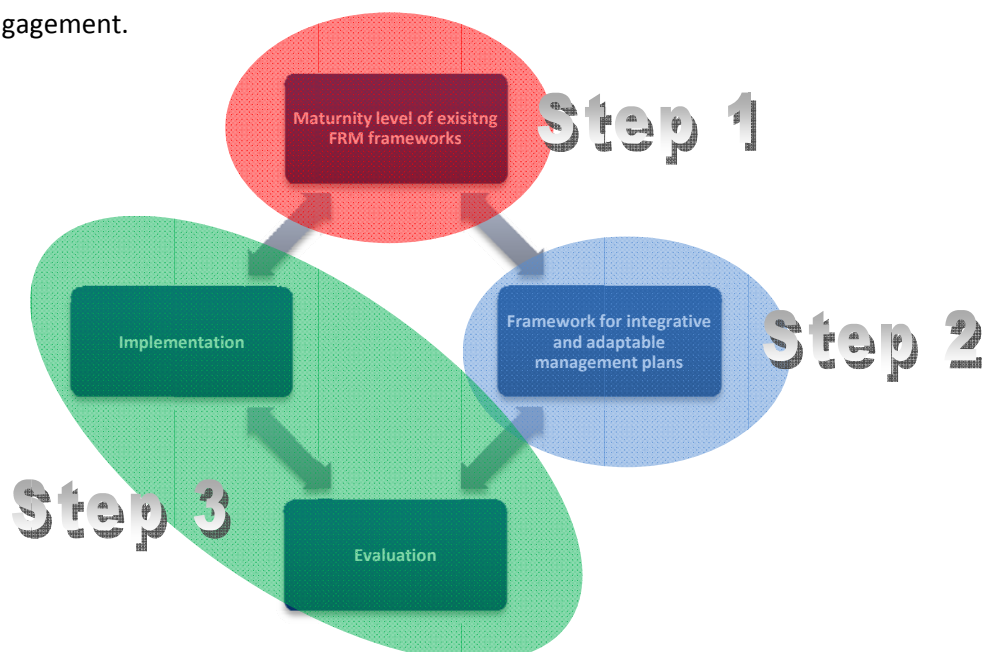 gagement.
Maturnity level of exisitng
FRM frameworks
Step 1
Implementation
Framework for integrative
and adaptable
management plans
Step 2
Step 3
Evaluation